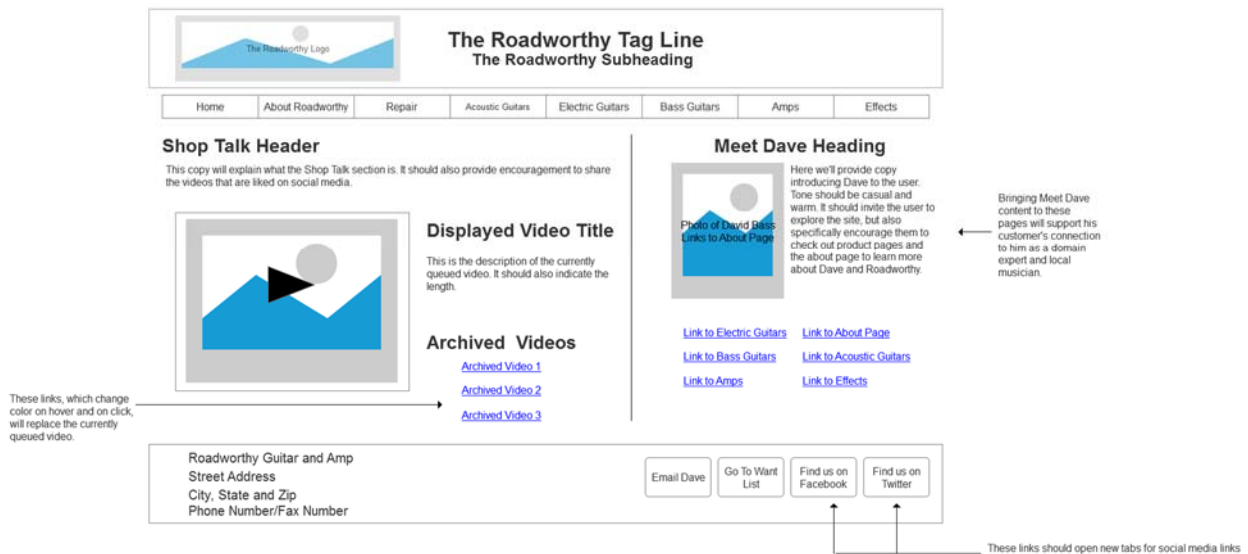 The Roadworthy Logo
The Roadworthy Tag Line
The Roadworthy Subheading
Home
About Roadworthy
Repair
Acoustic Guitars
Electric Guitars
Bass Guitars
Amps
Effects
Shop Talk Header
This copy will explain what the Shop Talk section is. It should also provide encouragement to share
the videos that are liked on social media.
Displayed Video Title
This is the description of the currently
queued video. It should also indicate the
length.
Archived Videos
Archived Video 1
Archived Video 2
Archived Video 3
These links, which change
color on hover and on click,
will replace the currently
queued video.
Meet Dave Heading
Photo of David Bass
Links to About Page
Here we'll provide copy
introducing Dave to the user.
Tone should be casual and
warm. It should invite the user to
explore the site, but also
specifically encourage them to
check out product pages and
the about page to learn more
about Dave and Roadworthy.
Bringing Meet Dave
content to these
pages will support his
customer's connection
to him as a domain
expert and local
musician.
Link to Electric Guitars
Link to About Page
Link to Bass Guitars
Link to Acoustic Guitars
Link to Amps
Link to Effects
Roadworthy Guitar and Amp
Street Address
City, State and Zip
Phone Number/Fax Number
Email Dave
Go To Want
List
Find us on
Facebook
Find us on
Twitter
These links should open new tabs for social media links